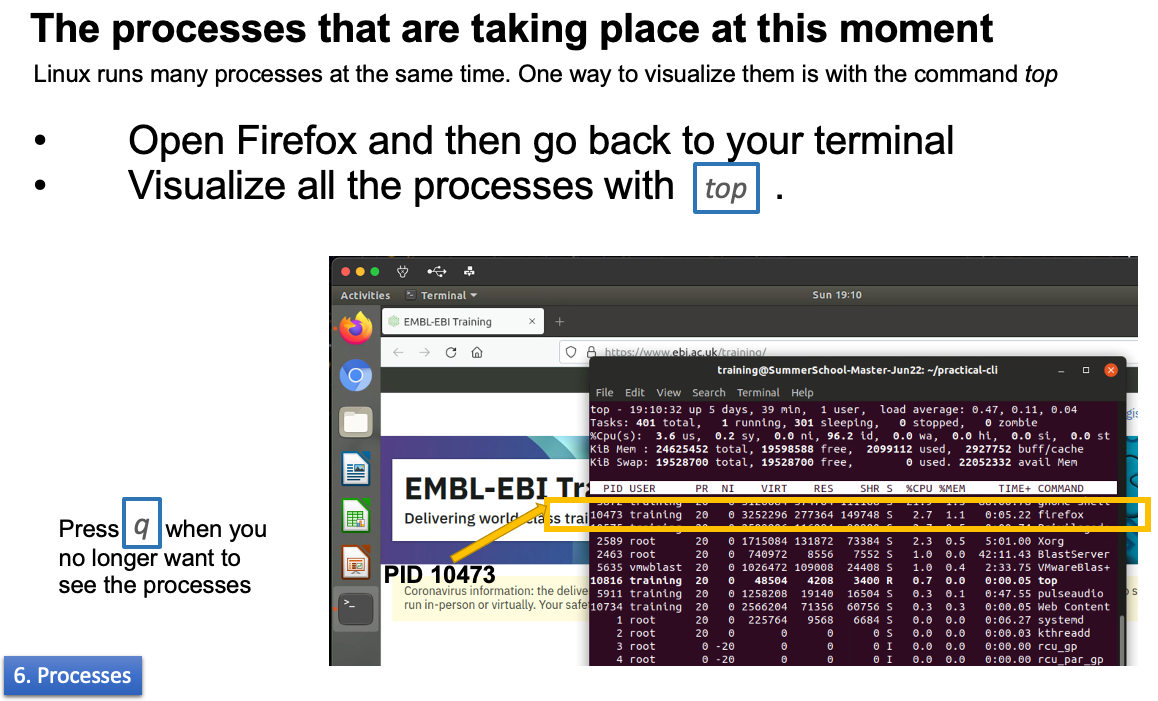 The processes that are taking place at this moment
Linux runs many processes at the same time. One way to visualize them is with the command top
• Open Firefox and then go back to your terminal
• Visualize all the processes with top .
Activities Terminal Sun 19:10
EMBL-EBI Training × +
https://www.ebi.ac.uk/training/
training@SummerSchool-Master-Jun22: ~/practical-cli
File Edit View Search Terminal Help
top - 19:10:32 up 5 days, 39 min, 1 user, load average: 0.47, 0.11, 0.04
Tasks: 401 total, 1 running, 301 sleeping, 0 stopped, 0 zombie
%Cpu(s): 3.6 us, 0.2 sy, 0.0 ni, 96.2 id, 0.0 wa, 0.0 hi, 0.0 si, 0.0 st
KiB Mem : 24625452 total, 19598588 free, 2099112 used, 2927752 buff/cache
KiB Swap: 19528700 total, 19528700 free, 0 used. 22052332 avail Mem
PID USER PR NI VIRT RES SHR S %CPU %MEM TIME+ COMMAND
10473 training 20 0 3252296 277364 149748 S 2.7 1.1 0:05.22 firefox
2589 root 20 0 1715084 131872 73384 S 2.3 0.5 5:01.00 Xorg
2463 root 20 0 740972 8556 7552 S 1.0 0.0 42:11.43 BlastServer
5635 vmwblast 20 0 1026472 109008 24408 S 1.0 0.4 2:33.75 VMwareBlas+
10816 training 20 0 48504 4208 3400 R 0.7 0.0 0:00.05 top
5911 training 20 0 1258208 19140 16504 S 0.3 0.1 0:47.55 pulseaudio
10734 training 20 0 2566204 71356 60756 S 0.3 0.3 0:00.05 Web Content
1 root 20 0 225764 9568 6684 S 0.0 0.0 0:06.27 systemd
2 root 20 0 0 0 0 S 0.0 0.0 0:00.03 kthreadd
3 root 0 -20 0 0 0 I 0.0 0.0 0:00.00 rcu_gp
4 root 0 -20 0 0 0 I 0.0 0.0 0:00.00 rcu_par_gp
EMBL-EBI Tr
Delivering world class trai
PID 10473
Coronavirus information: the delive
run in-person or virtually. Your safe
Press q when you
no longer want to
see the processes
6. Processes